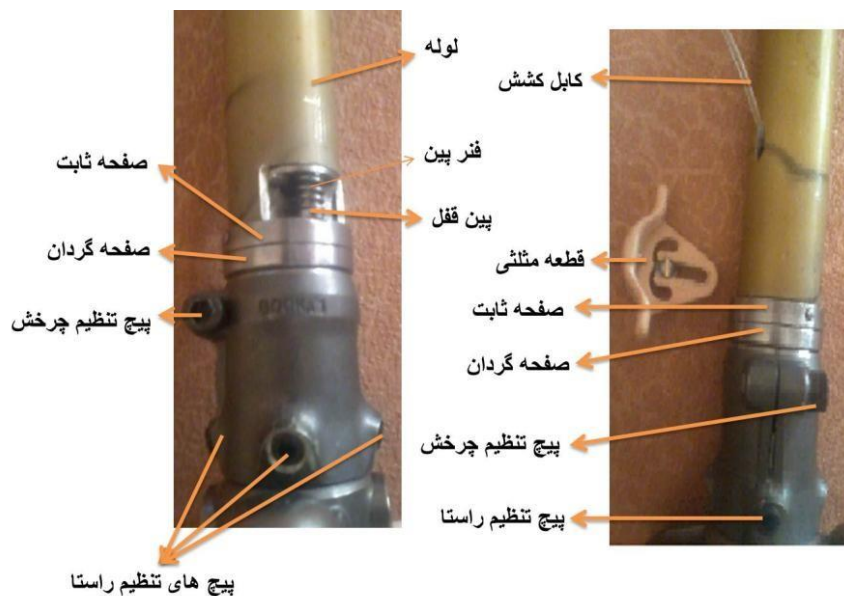 لوله
فنر پین
پین قفل
صفحه ثابت
صفحه گردان
پیچ تنظیم چرخش
پیچ های تنظیم راستا
کابل کشش
قطعه مثلثی
صفحه ثابت
صفحه گردان
پیچ تنظیم چرخش
پیچ تنظیم راستا